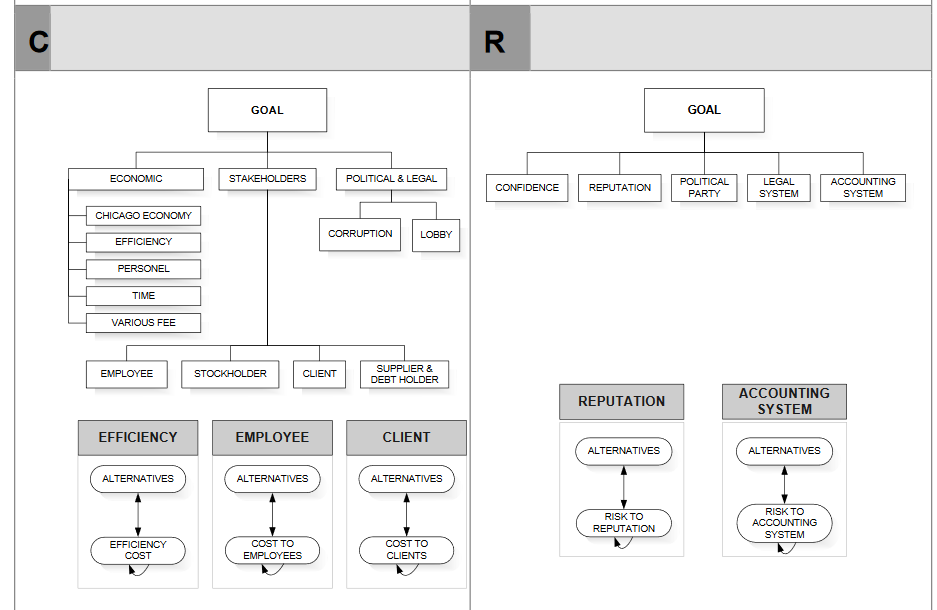 C
GOAL
ECONOMIC
STAKEHOLDERS
POLITICAL & LEGAL
CHICAGO ECONOMY
EFFICIENCY
PERSONEL
TIME
VARIOUS FEE
CORRUPTION
LOBBY
EMPLOYEE
STOCKHOLDER
CLIENT
SUPPLIER &
DEBT HOLDER
EFFICIENCY
ALTERNATIVES
EFFICIENCY
COST
EMPLOYEE
ALTERNATIVES
COST TO
EMPLOYEES
CLIENT
ALTERNATIVES
COST TO
CLIENTS
R
GOAL
CONFIDENCE
REPUTATION
POLITICAL
PARTY
LEGAL
SYSTEM
ACCOUNTING
SYSTEM
REPUTATION
ALTERNATIVES
RISK TO
REPUTATION
ACCOUNTING
SYSTEM
ALTERNATIVES
RISK TO
ACCOUNTING
SYSTEM